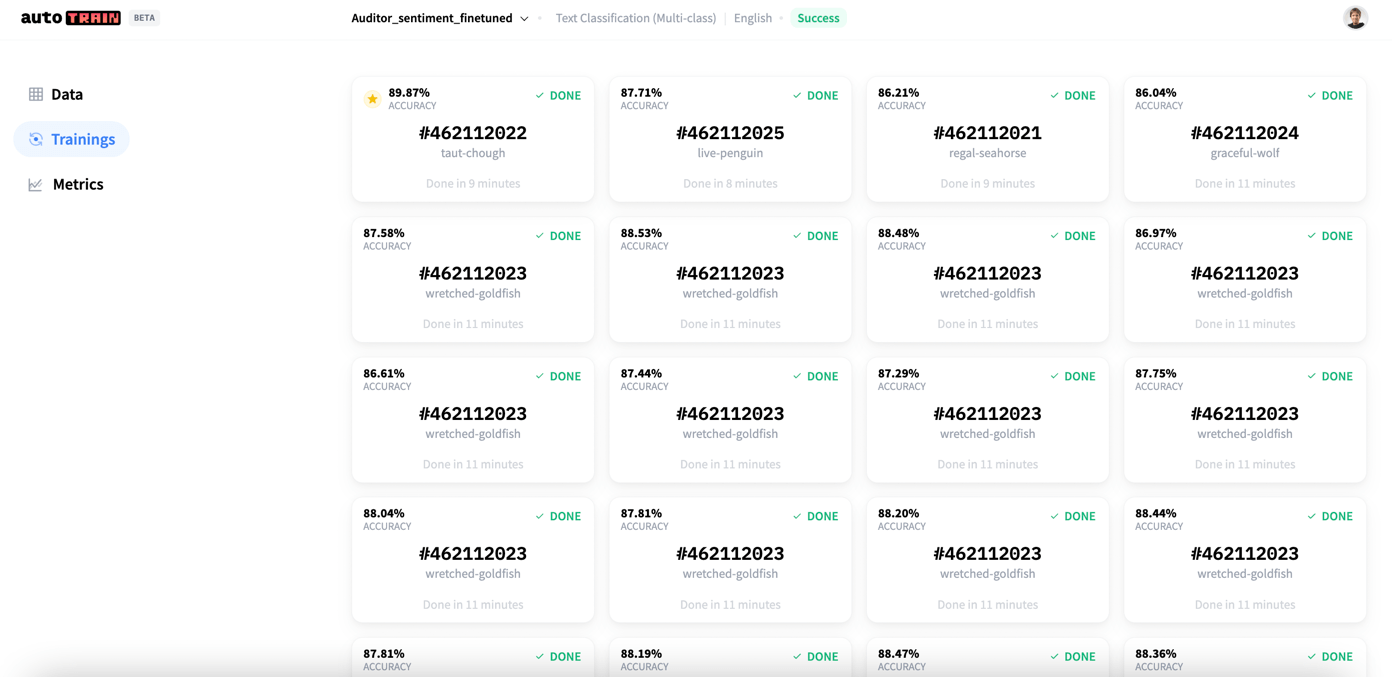 autoTRAIN BETA
Auditor_sentiment_finetuned Text Classification (Multi-class) English Success
Data
Trainings
Metrics
89.87% DONE
ACCURACY
#462112022
taut-chough
Done in 9 minutes
87.71% DONE
ACCURACY
#462112025
live-penguin
Done in 8 minutes
86.21% DONE
ACCURACY
#462112021
regal-seahorse
Done in 9 minutes
86.04% DONE
ACCURACY
#462112024
graceful-wolf
Done in 11 minutes
87.58% DONE
ACCURACY
#462112023
wretched-goldfish
Done in 11 minutes
88.53% DONE
ACCURACY
#462112023
wretched-goldfish
Done in 11 minutes
88.48% DONE
ACCURACY
#462112023
wretched-goldfish
Done in 11 minutes
86.97% DONE
ACCURACY
#462112023
wretched-goldfish
Done in 11 minutes
86.61% DONE
ACCURACY
#462112023
wretched-goldfish
Done in 11 minutes
87.44% DONE
ACCURACY
#462112023
wretched-goldfish
Done in 11 minutes
87.29% DONE
ACCURACY
#462112023
wretched-goldfish
Done in 11 minutes
87.75% DONE
ACCURACY
#462112023
wretched-goldfish
Done in 11 minutes
88.04% DONE
ACCURACY
#462112023
wretched-goldfish
Done in 11 minutes
87.81% DONE
ACCURACY
#462112023
wretched-goldfish
Done in 11 minutes
88.20% DONE
ACCURACY
#462112023
wretched-goldfish
Done in 11 minutes
88.44% DONE
ACCURACY
#462112023
wretched-goldfish
Done in 11 minutes
87.81% DONE
ACCURACY
88.19% DONE
ACCURACY
88.47% DONE
ACCURACY
88.36% DONE
ACCURACY